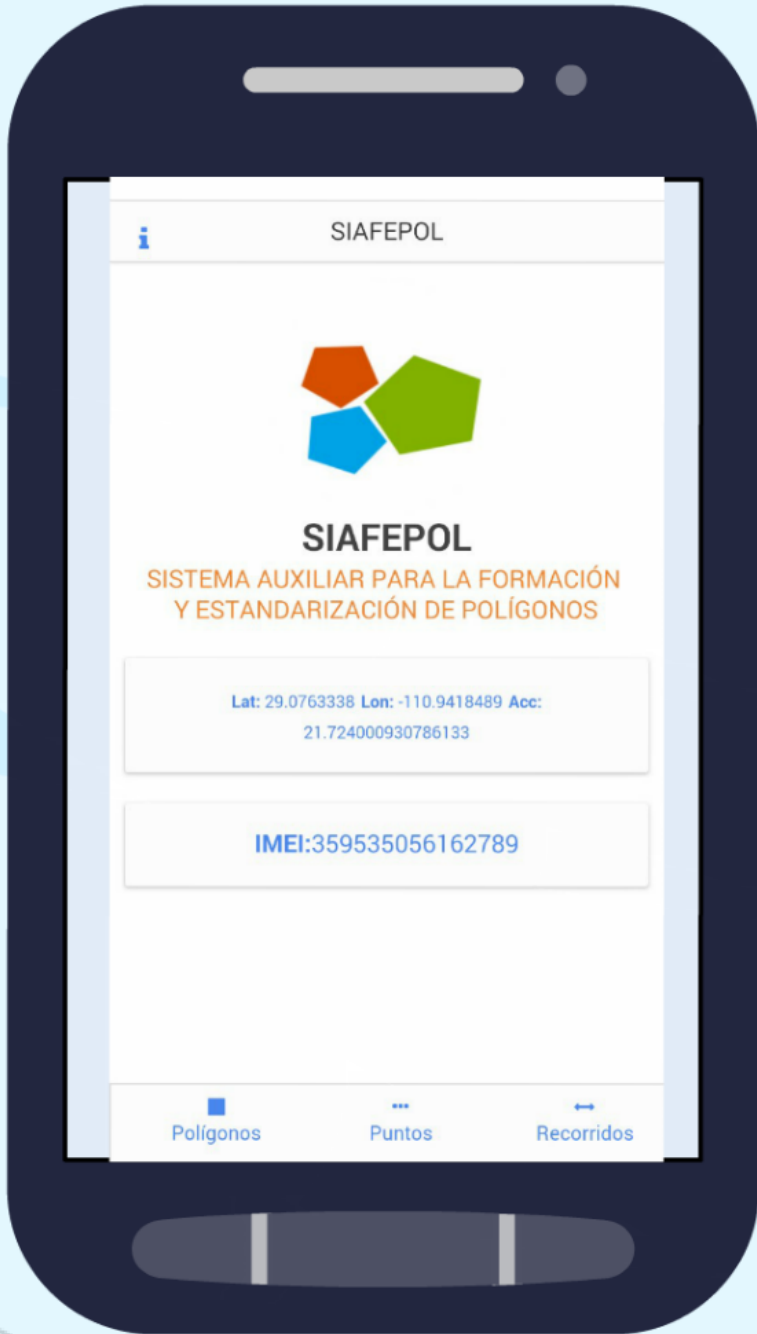 SIAFEPOL
SIAFEPOL
SISTEMA AUXILIAR PARA LA FORMACIÓN
Y ESTANDARIZACIÓN DE POLÍGONOS
Lat: 29.0763338 Lon: -110.9418489 Acc:
21.724000930786133
IMEI:359535056162789
Polígonos Puntos Recorridos